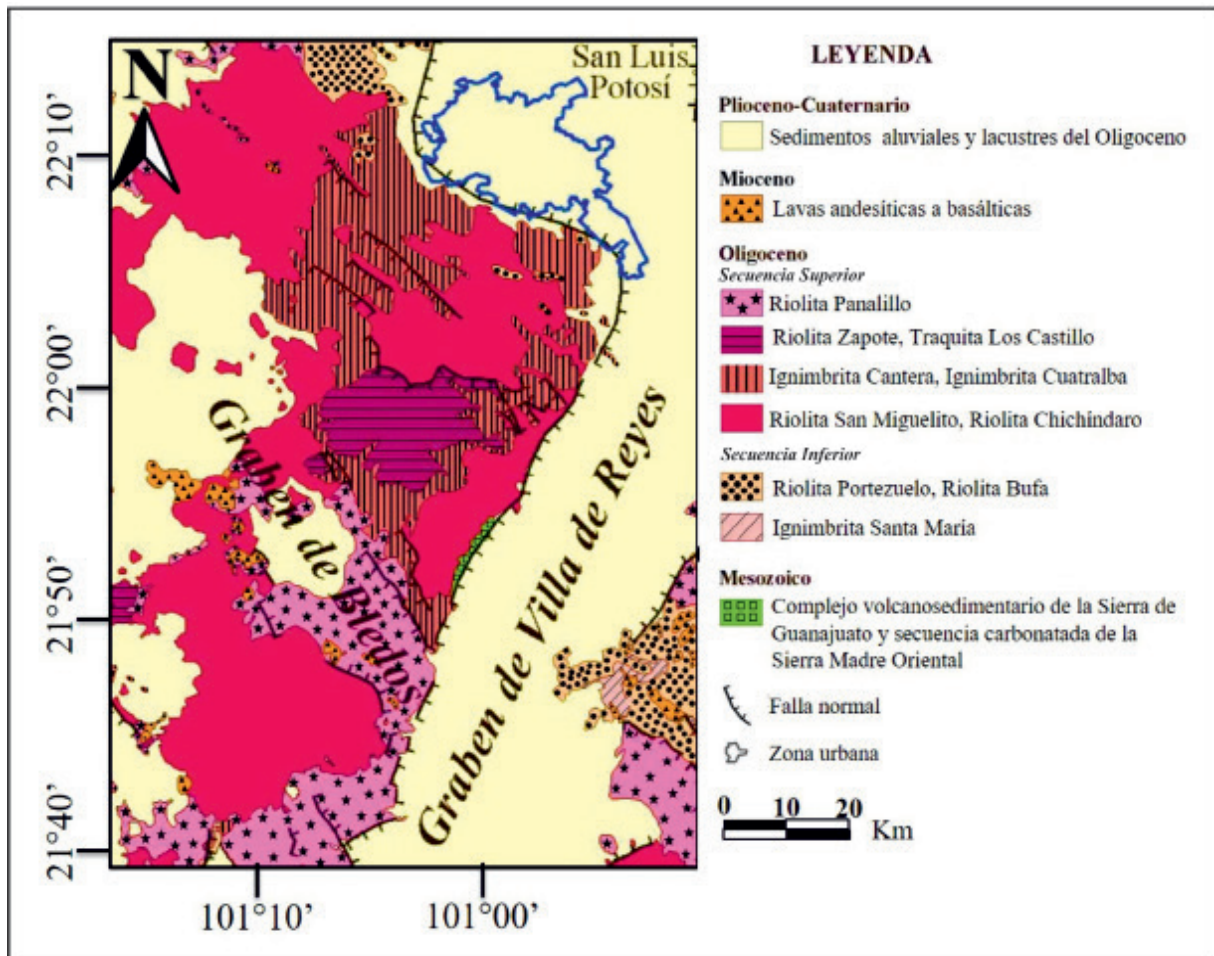 N
San Luis
Potosí
22°10’
22°00’
21°50’
21°40’
101°10’
101°00’
Graben de Bledos
Graben de Villa de Reyes
LEYENDA
Plioceno-Cuaternario
Sedimentos aluviales y lacustres del Oligoceno
Mioceno
Lavas andesíticas a basálticas
Oligoceno
Secuencia Superior
Riolita Panalillo
Riolita Zapote, Traquita Los Castillo
Ignimbrita Cantera, Ignimbrita Cuatralba
Riolita San Miguelito, Riolita Chichíndaro
Secuencia Inferior
Riolita Portezuelo, Riolita Bufa
Ignimbrita Santa Maria
Mesozoico
Complejo volcanosedimentario de la Sierra de
Guanajuato y secuencia carbonatada de la
Sierra Madre Oriental
Falla normal
Zona urbana
0 10 20
Km